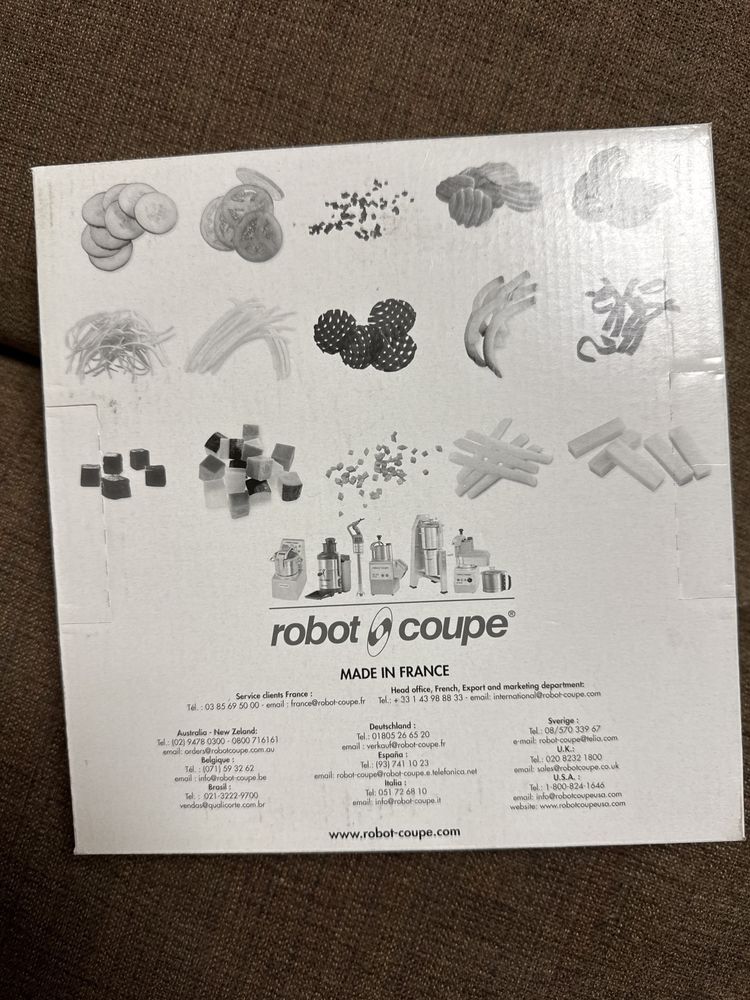 robot coupe®
MADE IN FRANCE
Service clients France :
Tél. : 03 85 69 50 00 - email : france@robot-coupe.fr
Head office, French, Export and marketing department:
Tel.: + 33 1 43 98 88 33 - email: international@robot-coupe.com
Australia - New Zeland:
Tel.: (02) 9478 0300 - 0800 716161
email: orders@robotcoupe.com.au
Belgique :
Tél. : (071) 59 32 62
email : info@robot-coupe.be
Brasil :
Tel. : .021-3222-9700
vendas@qualicorte.com.br
Deutschland :
Tel.: 01805 26 65 20
email : verkauf@robot-coupe.fr
España :
Tel.: (93) 741 10 23
email: robot-coupe@robot-coupe.e.telefonica.net
Italia :
Tel: 051 72 68 10
email: info@robot-coupe.it
Sverige :
Tel.: 08/570 339 67
e-mail: robot-coupe@telia.com
U.K.:
Tel.: 020 8232 1800
email: sales@robotcoupe.co.uk
U.S.A. :
Tel.: 1-800-824-1646
email: info@robotcoupeusa.com
website: www.robotcoupeusa.com
www.robot-coupe.com